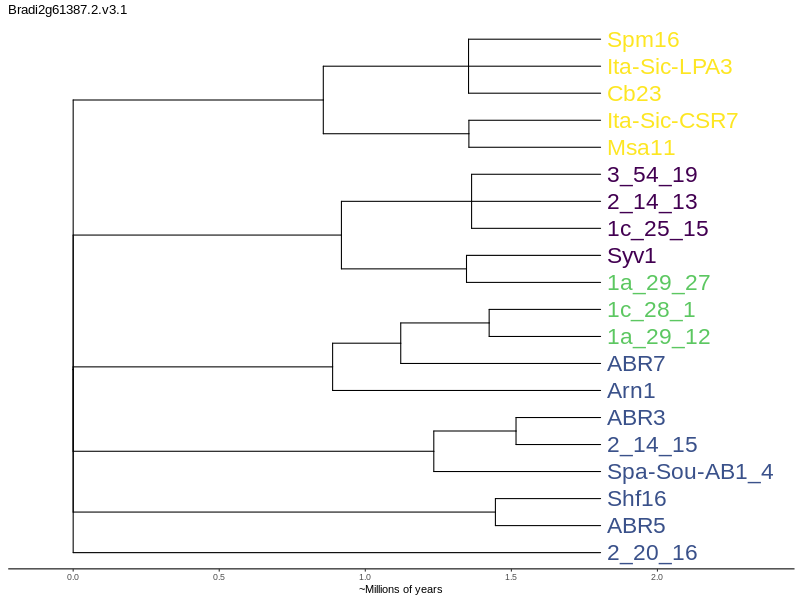 Bradi2g61387.2.v3.1
Spm16
Ita-Sic-LPA3
Cb23
Ita-Sic-CSR7
Msa11
3_54_19
2_14_13
1c_25_15
Syv1
1a_29_27
1c_28_1
1a_29_12
ABR7
Arn1
ABR3
2_14_15
Spa-Sou-AB1_4
Shf16
ABR5
2_20_16
0.0 0.5 1.0 1.5 2.0
~Millions of years